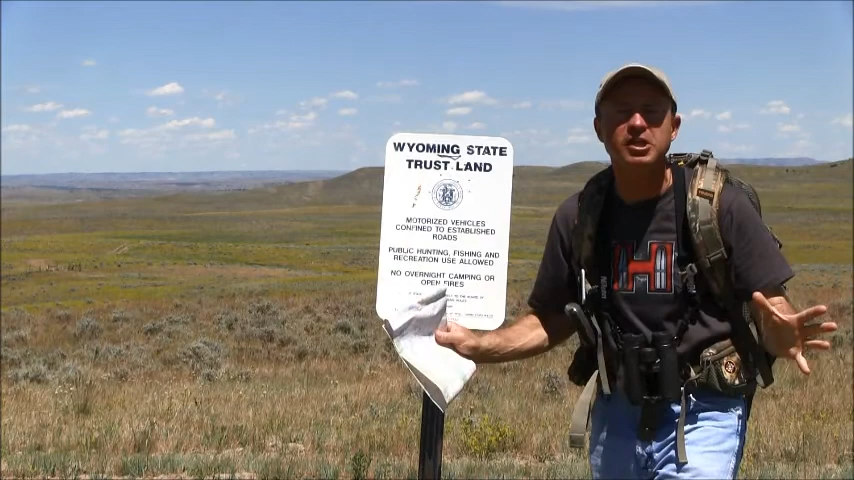 WYOMING STATE
TRUST LAND
MOTORIZED VEHICLES
CONFINED TO ESTABLISHED
ROADS
PUBLIC HUNTING, FISHING AND
RECREATION USE ALLOWED
NO OVERNIGHT CAMPING OR
OPEN FIRES
H